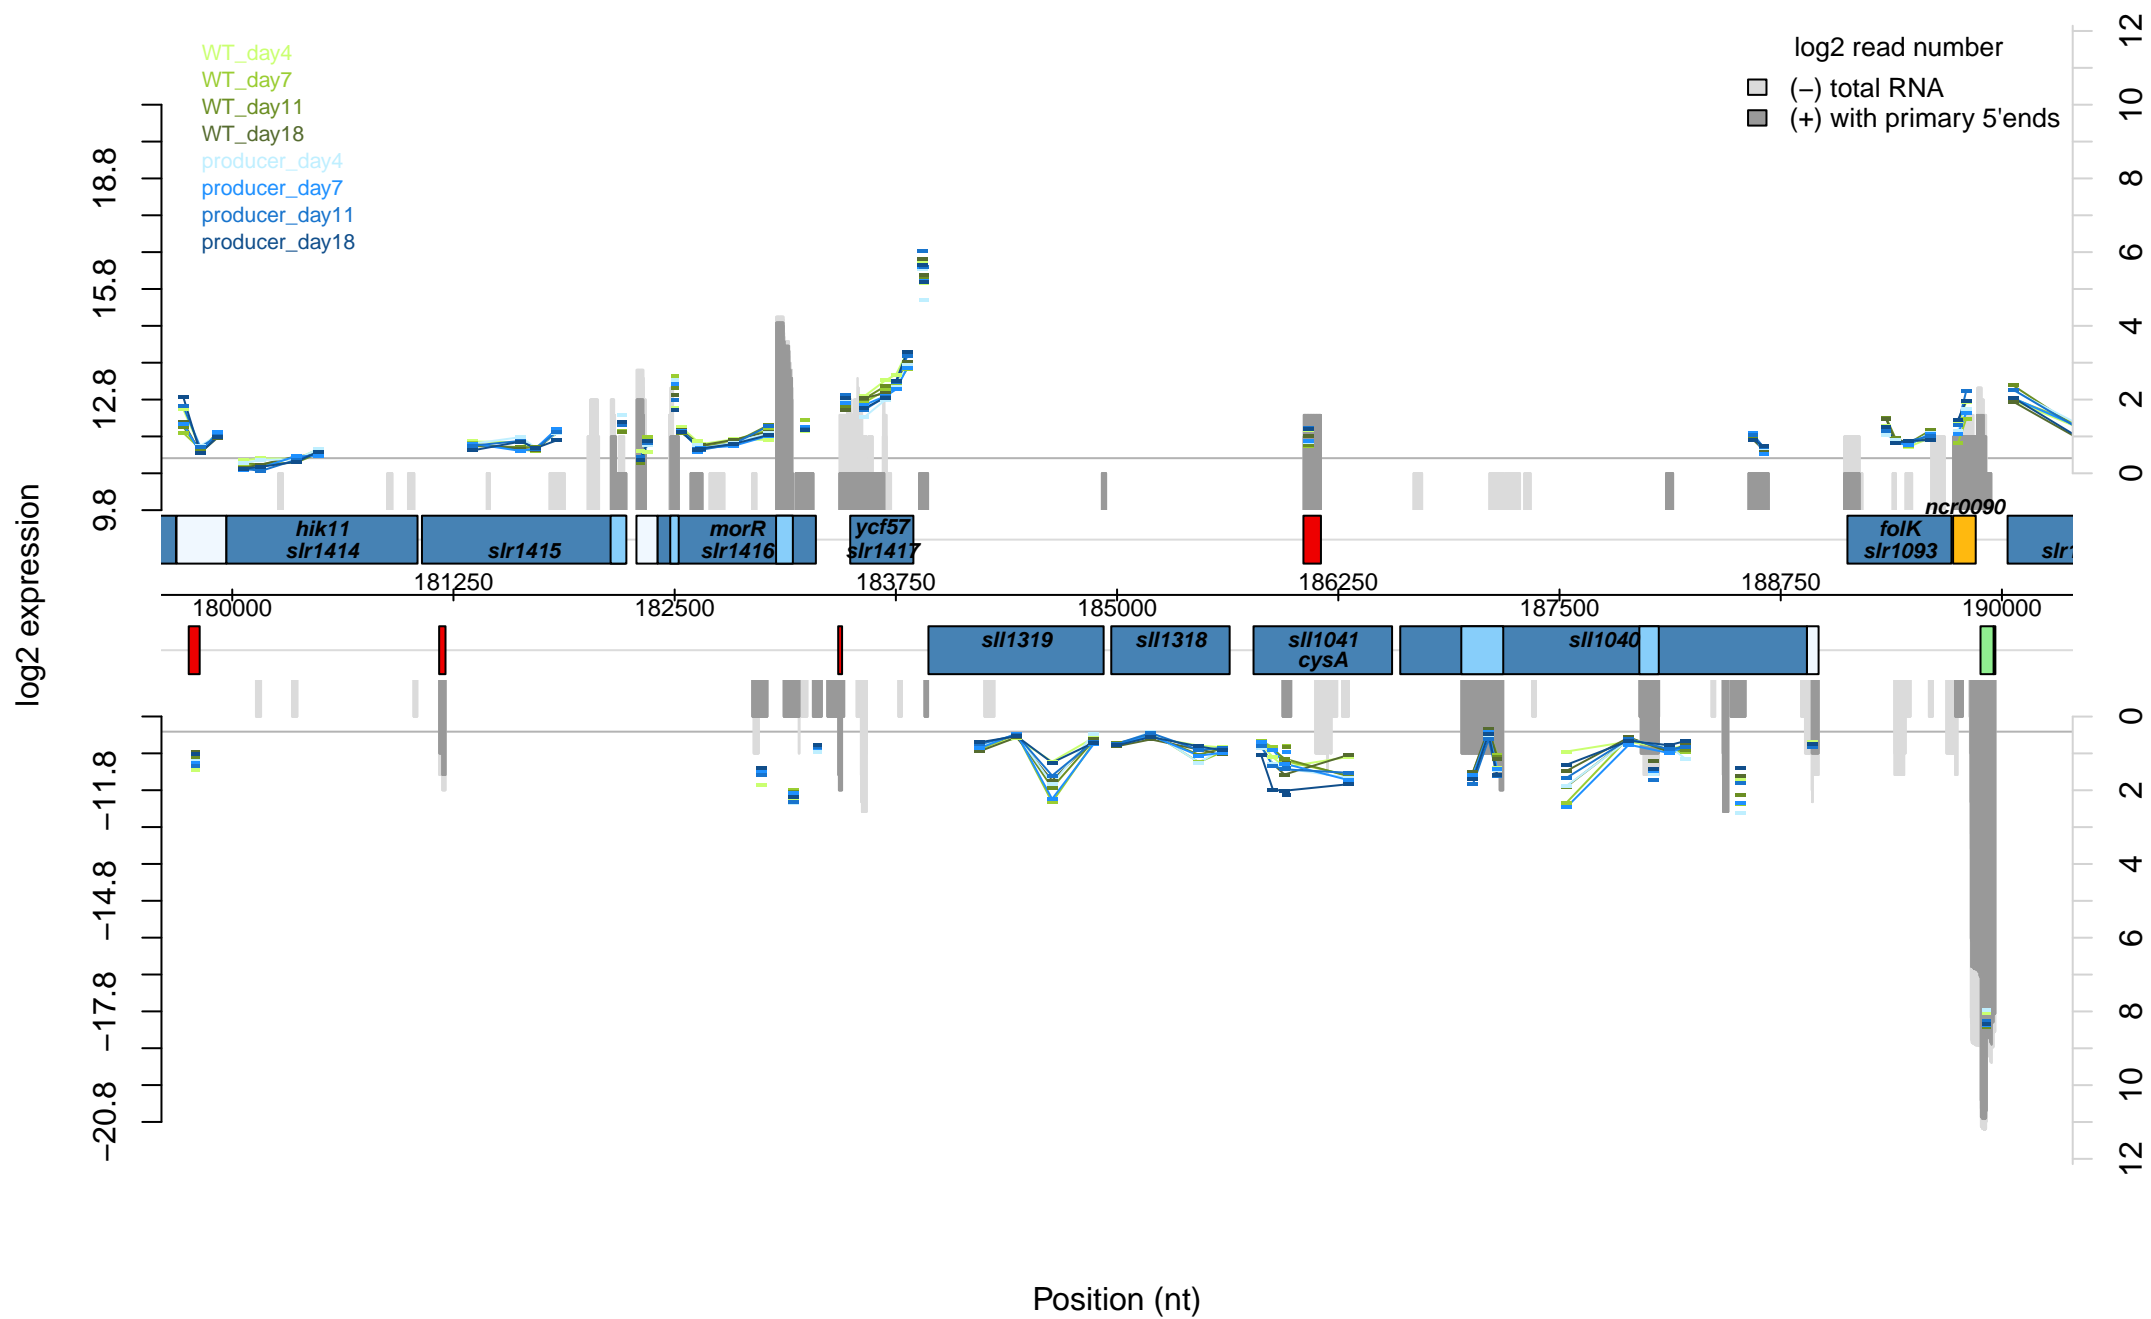 WT_day4
WT_day7
WT_day11
WT_day18
producer_day4
producer_day7
producer_day11
producer_day18
log2 read number
(−) total RNA
(+) with primary 5'ends
log2 expression
18.8
15.8
12.8
9.8
12
10
8
6
4
2
0
hik11
slr1414
slr1415
morR
slr1416
ycf57
slr1417
folK
slr1093
ncr0090
slr1
181250
183750
186250
188750
180000
182500
185000
187500
190000
sll1319
sll1318
sll1041
cysA
sll1040
−11.8
−14.8
−17.8
−20.8
0
2
4
6
8
10
12
Position (nt)